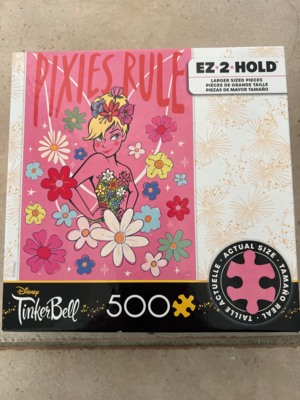 PIXIES RULE
EZ•2•HOLD™
LARGER SIZED PIECES
PIÈCES DE GRANDE TAILLE
PIEZAS DE MAYOR TAMAÑO
Disney
TinkerBell
500
• ACTUAL SIZE • TAMAÑO REAL • TAILLE ACTUELLE